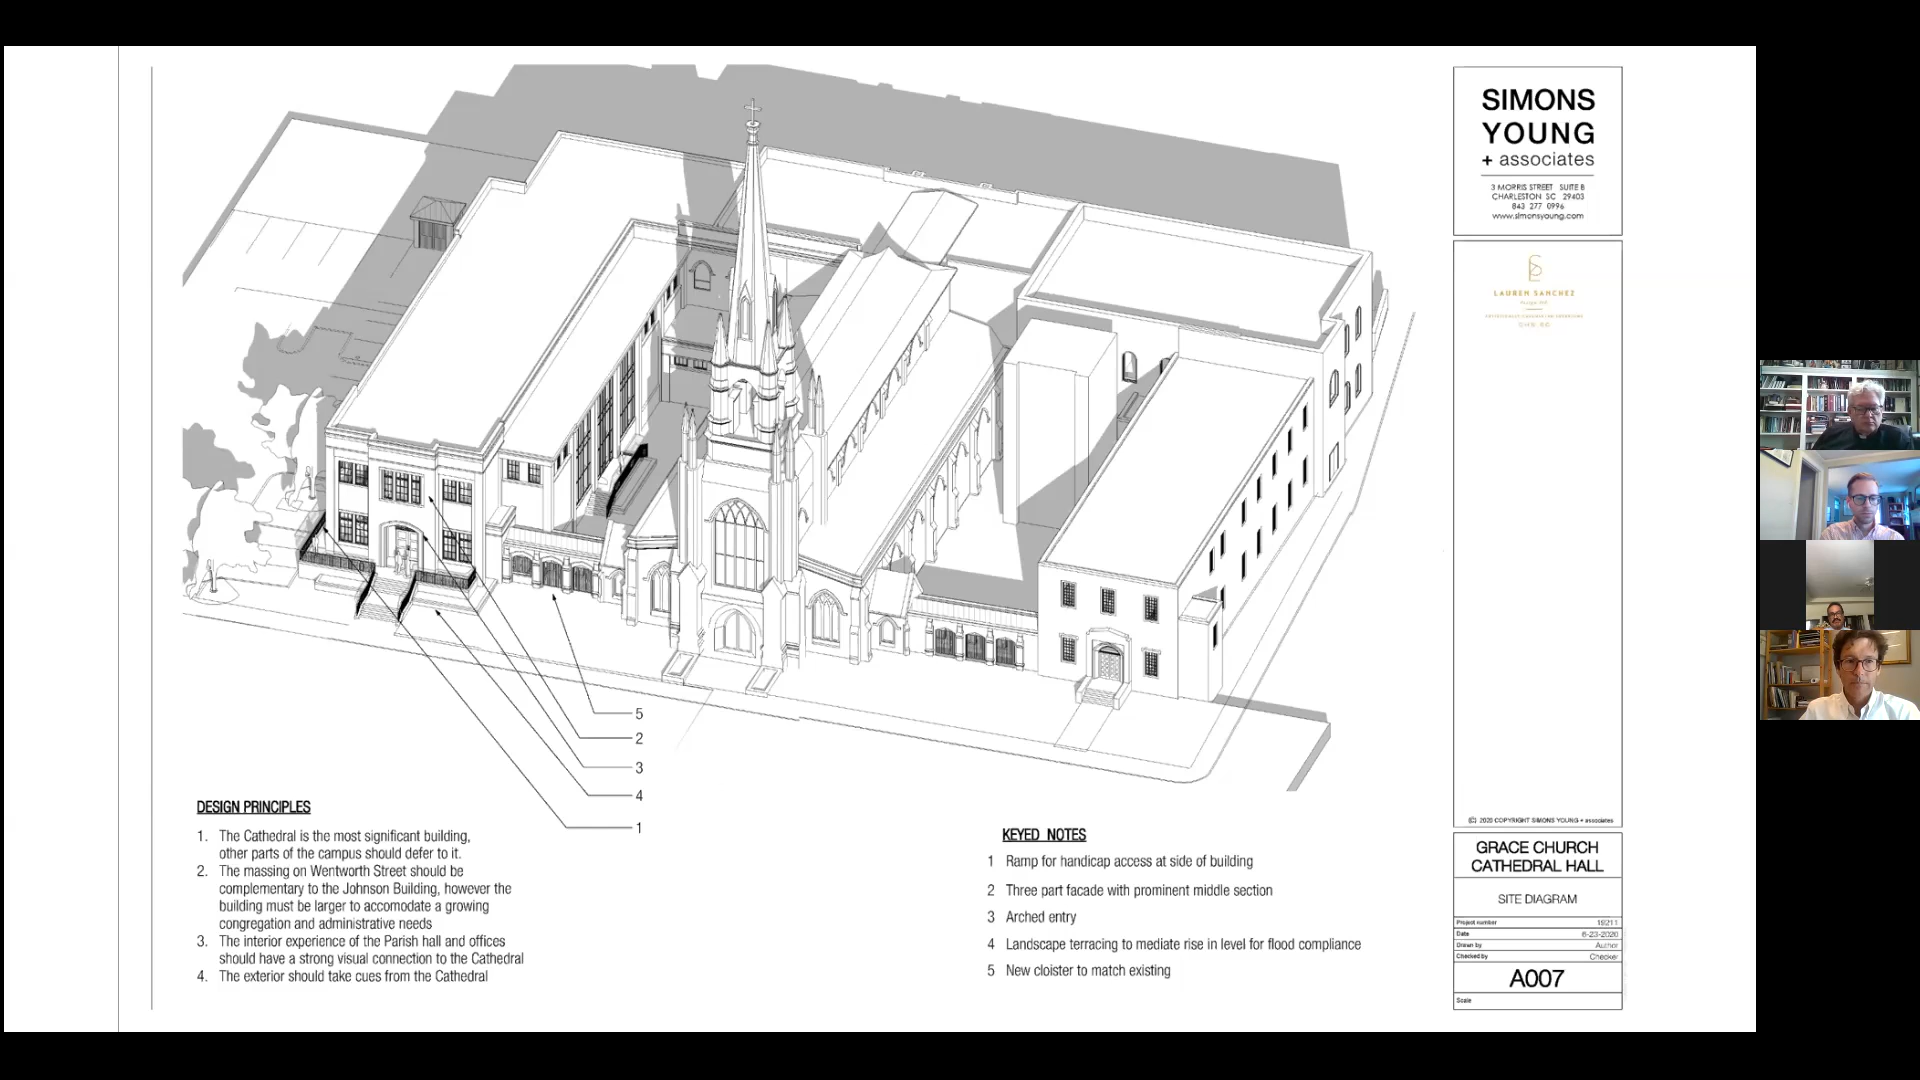 SIMONS
YOUNG
+ associates
3 MORRIS STREET SUITE B
CHARLESTON SC 29403
843 277 0996
www.simonsyoung.com
LAUREN SANCHEZ
CHS, SC
5
2
3
4
1
DESIGN PRINCIPLES
1. The Cathedral is the most significant building,
other parts of the campus should defer to it.
2. The massing on Wentworth Street should be
complementary to the Johnson Building, however the
building must be larger to accomodate a growing
congregation and administrative needs
3. The interior experience of the Parish hall and offices
should have a strong visual connection to the Cathedral
4. The exterior should take cues from the Cathedral
KEYED NOTES
1 Ramp for handicap access at side of building
2 Three part facade with prominent middle section
3 Arched entry
4 Landscape terracing to mediate rise in level for flood compliance
5 New cloister to match existing
(C) 2020 COPYRIGHT SIMONS YOUNG + associates
GRACE CHURCH
CATHEDRAL HALL
SITE DIAGRAM
Project number 19211
Date 6-23-2020
Drawn by Author
Checked by Checker
A007
Scale